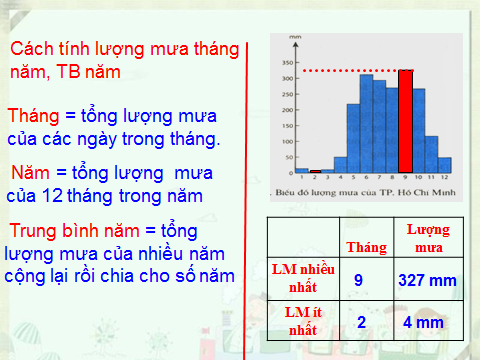 Cách tính lượng mưa tháng
năm, TB năm
Tháng = tổng lượng mưa
của các ngày trong tháng.
Năm = tổng lượng mưa
của 12 tháng trong năm
Trung bình năm = tổng
lượng mưa của nhiều năm
cộng lại rồi chia cho số năm
mm
350
300
250
200
150
100
50
0
1 2 3 4 5 6 7 8 9 10 11 12
. Biểu đồ lượng mưa của TP. Hồ Chí Minh
Tháng Lượng mưa
LM nhiều nhất 9 327 mm
LM ít nhất 2 4 mm